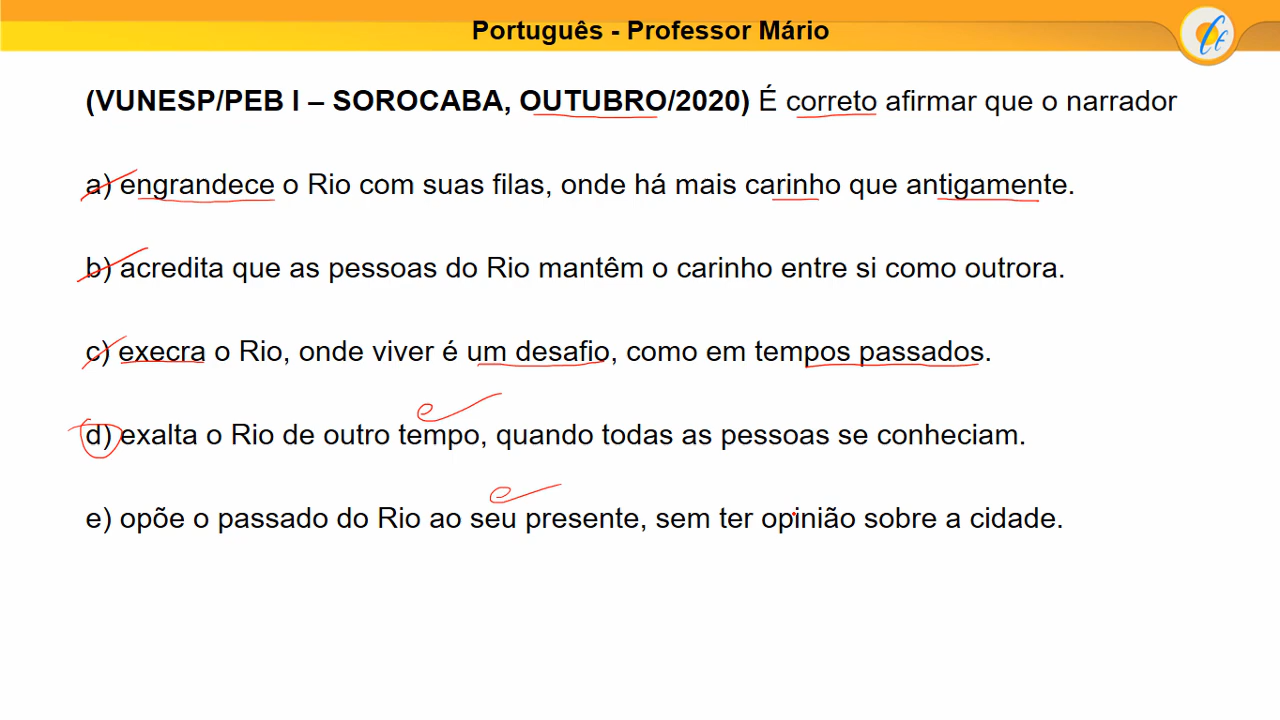 Português - Professor Mário
(VUNESP/PEB I – SOROCABA, OUTUBRO/2020) É correto afirmar que o narrador
a) engrandece o Rio com suas filas, onde há mais carinho que antigamente.
b) acredita que as pessoas do Rio mantêm o carinho entre si como outrora.
c) execra o Rio, onde viver é um desafio, como em tempos passados.
d) exalta o Rio de outro tempo, quando todas as pessoas se conheciam.
e) opõe o passado do Rio ao seu presente, sem ter opinião sobre a cidade.